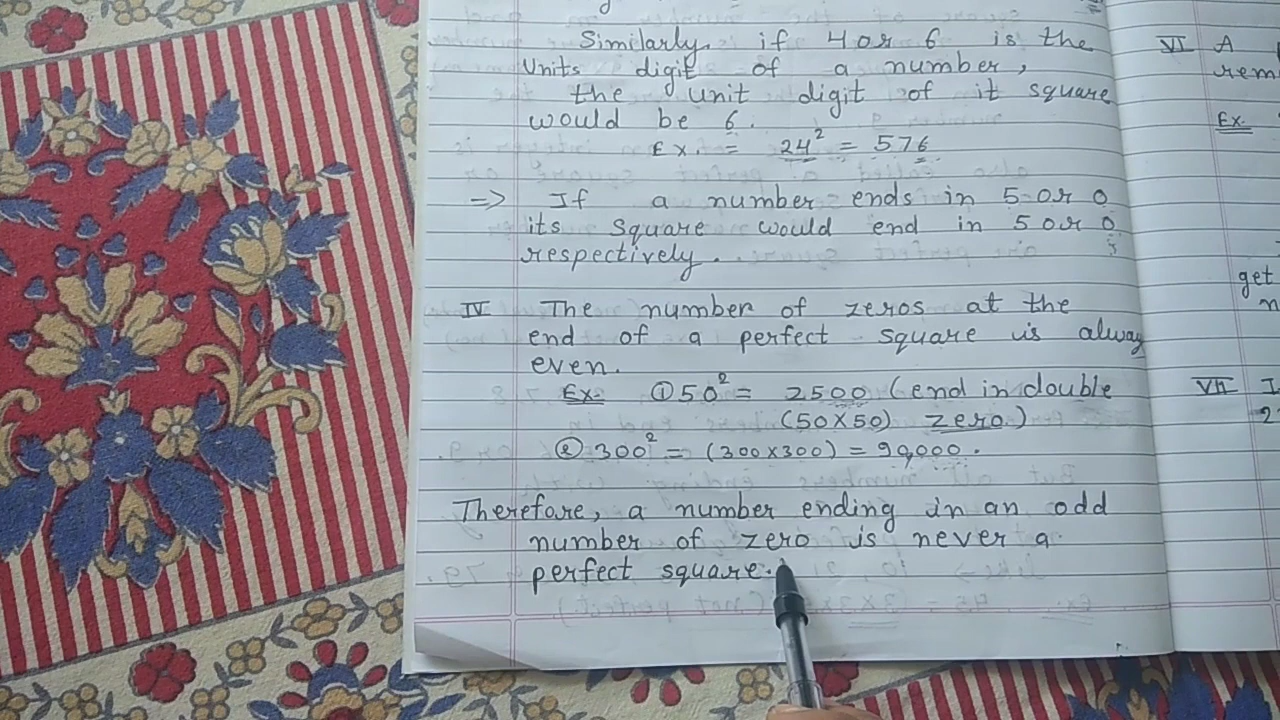 Similarly, if 4 or 6 is the
Units digit of a number,
the unit digit of it square
would be 6.
Ex. = 24² = 576
=> If a number ends in 5 or 0
its square would end in 5 or 0
respectively.
IV The number of zeros at the
end of a perfect square is alway
even.
Ex:- ① 50² = 2500 (end in double
(50×50) zero.)
② 300² = (300×300) = 99,000.
Therefore, a number ending in an odd
number of zero is never a
perfect square.
VI A
rem
Ex.
get
n
VII I
2